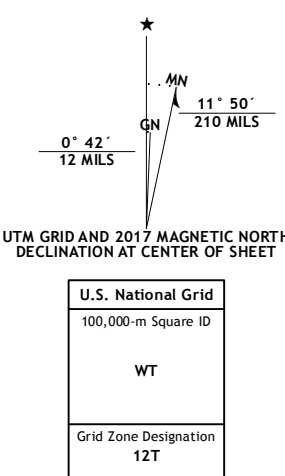 ★
MN
GN
11° 50´
210 MILS
0° 42´
12 MILS
UTM GRID AND 2017 MAGNETIC NORTH
DECLINATION AT CENTER OF SHEET
U.S. National Grid
100,000-m Square ID
WT
Grid Zone Designation
12T